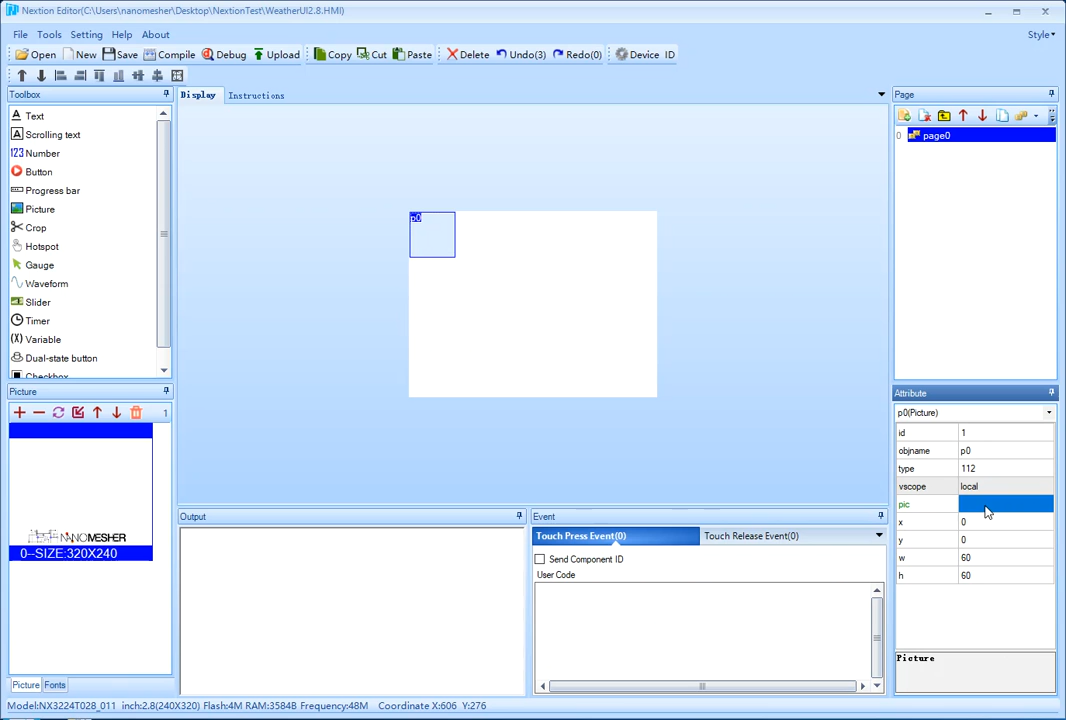 Nextion Editor(C:\Users\nanomesher\Desktop\NextionTest\WeatherUI2.8.HMI)
File Tools Setting Help About Style
Open New Save Compile Debug Upload Copy Cut Paste Delete Undo(3) Redo(0) Device ID
Toolbox
Text
Scrolling text
123 Number
Button
Progress bar
Picture
Crop
Hotspot
Gauge
Waveform
Slider
Timer
(X) Variable
Dual-state button
Checkbox
Picture
1
NANOMESHER
0--SIZE:320X240
Picture Fonts
Display Instructions
p0
Output
Event
Touch Press Event(0) Touch Release Event(0)
Send Component ID
User Code
Page
0 page0
Attribute
p0(Picture)
id 1
objname p0
type 112
vscope local
pic
x 0
y 0
w 60
h 60
Picture
Model:NX3224T028_011 inch:2.8(240X320) Flash:4M RAM:3584B Frequency:48M Coordinate X:606 Y:276